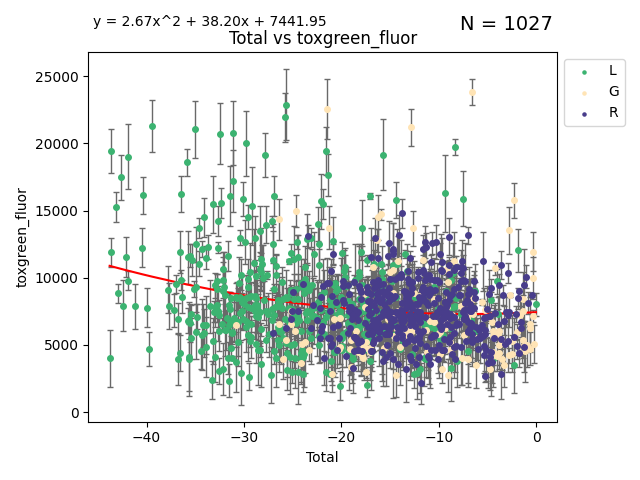 y = 2.67x^2 + 38.20x + 7441.95
N = 1027
Total vs toxgreen_fluor
25000
20000
15000
10000
5000
0
toxgreen_fluor
−40
−30
−20
−10
0
Total
L
G
R